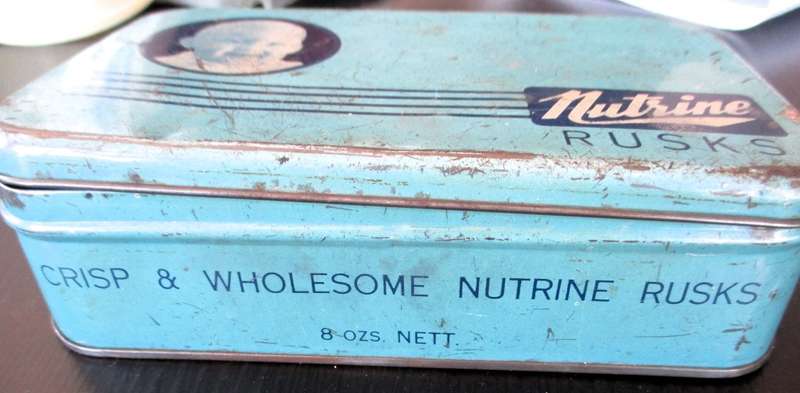 Nutrine
RUSKS
CRISP & WHOLESOME NUTRINE RUSKS
8 OZS. NETT.